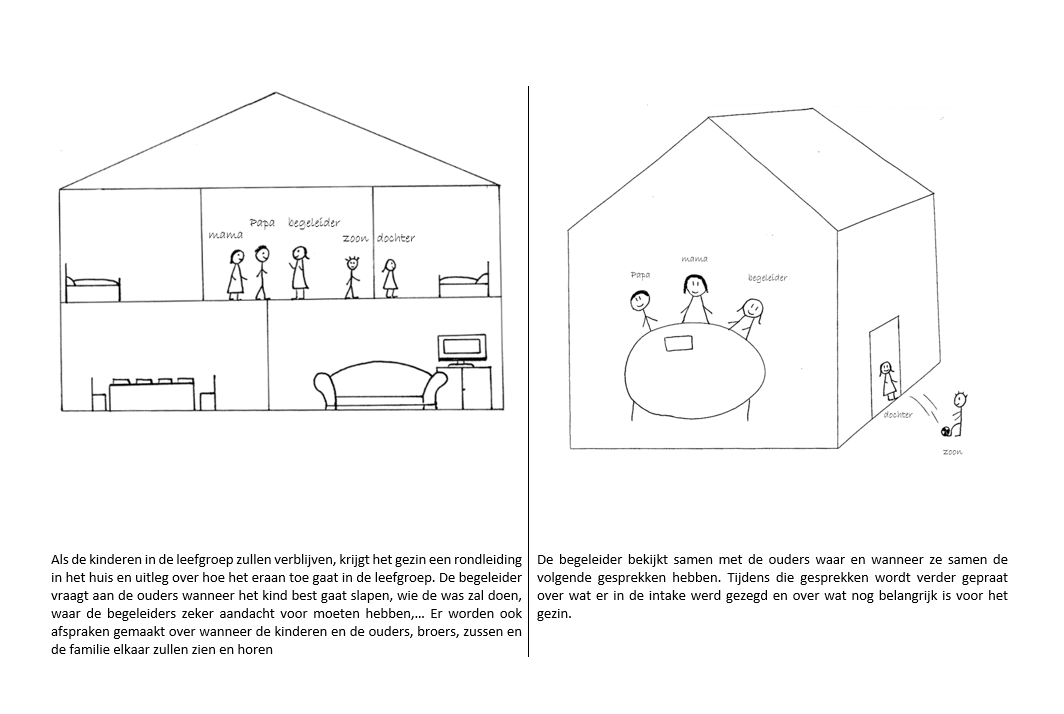 mama
Papa
begeleider
zoon
dochter
Als de kinderen in de leefgroep zullen verblijven, krijgt het gezin een rondleiding
in het huis en uitleg over hoe het eraan toe gaat in de leefgroep. De begeleider
vraagt aan de ouders wanneer het kind best gaat slapen, wie de was zal doen,
waar de begeleiders zeker aandacht voor moeten hebben,... Er worden ook
afspraken gemaakt over wanneer de kinderen en de ouders, broers, zussen en
de familie elkaar zullen zien en horen
Papa
mama
begeleider
dochter
zoon
De begeleider bekijkt samen met de ouders waar en wanneer ze samen de
volgende gesprekken hebben. Tijdens die gesprekken wordt verder gepraat
over wat er in de intake werd gezegd en over wat nog belangrijk is voor het
gezin.